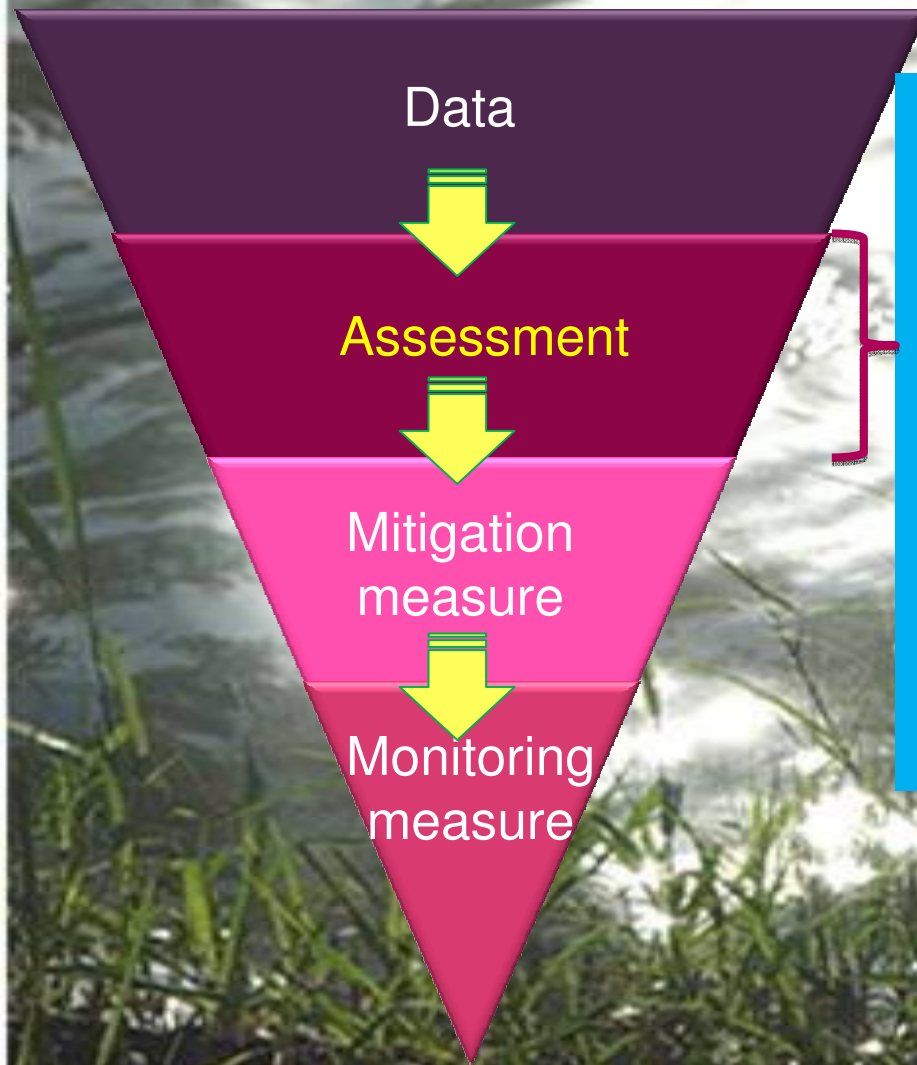 Data
Assessment
Mitigation
measure
Monitoring
measure